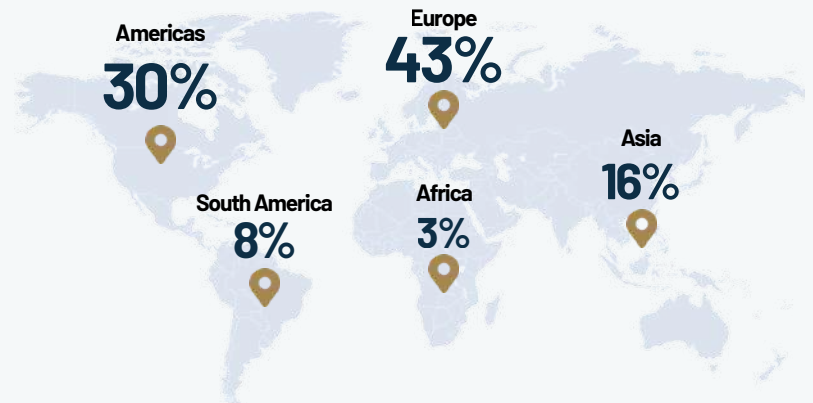 Americas
30%
Europe
43%
Asia
16%
South America
8%
Africa
3%